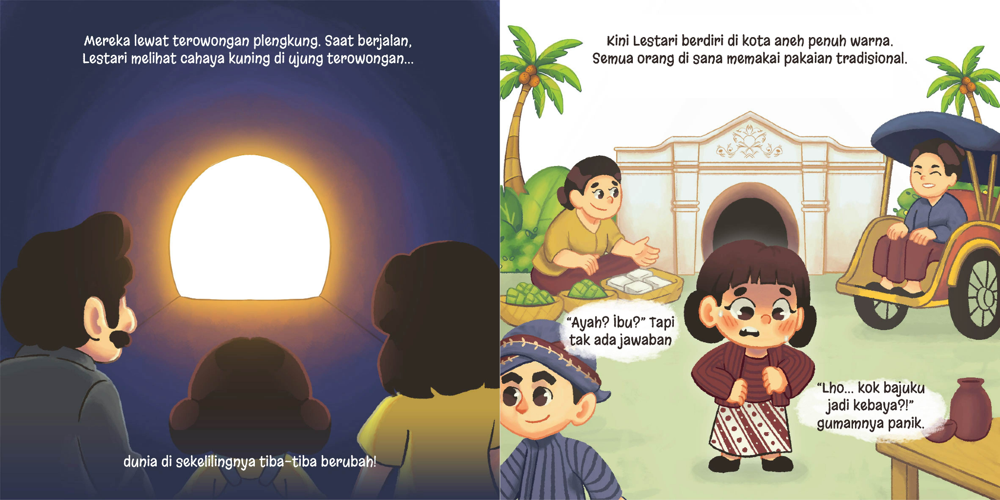 Mereka lewat terowongan plengkung. Saat berjalan,
Lestari melihat cahaya kuning di ujung terowongan...
dunia di sekelilingnya tiba-tiba berubah!
Kini Lestari berdiri di kota aneh penuh warna.
Semua orang di sana memakai pakaian tradisional.
“Ayah? Ibu?” Tapi
tak ada jawaban
“Lho... kok bajuku
jadi kebaya?!”
gumamnya panik.